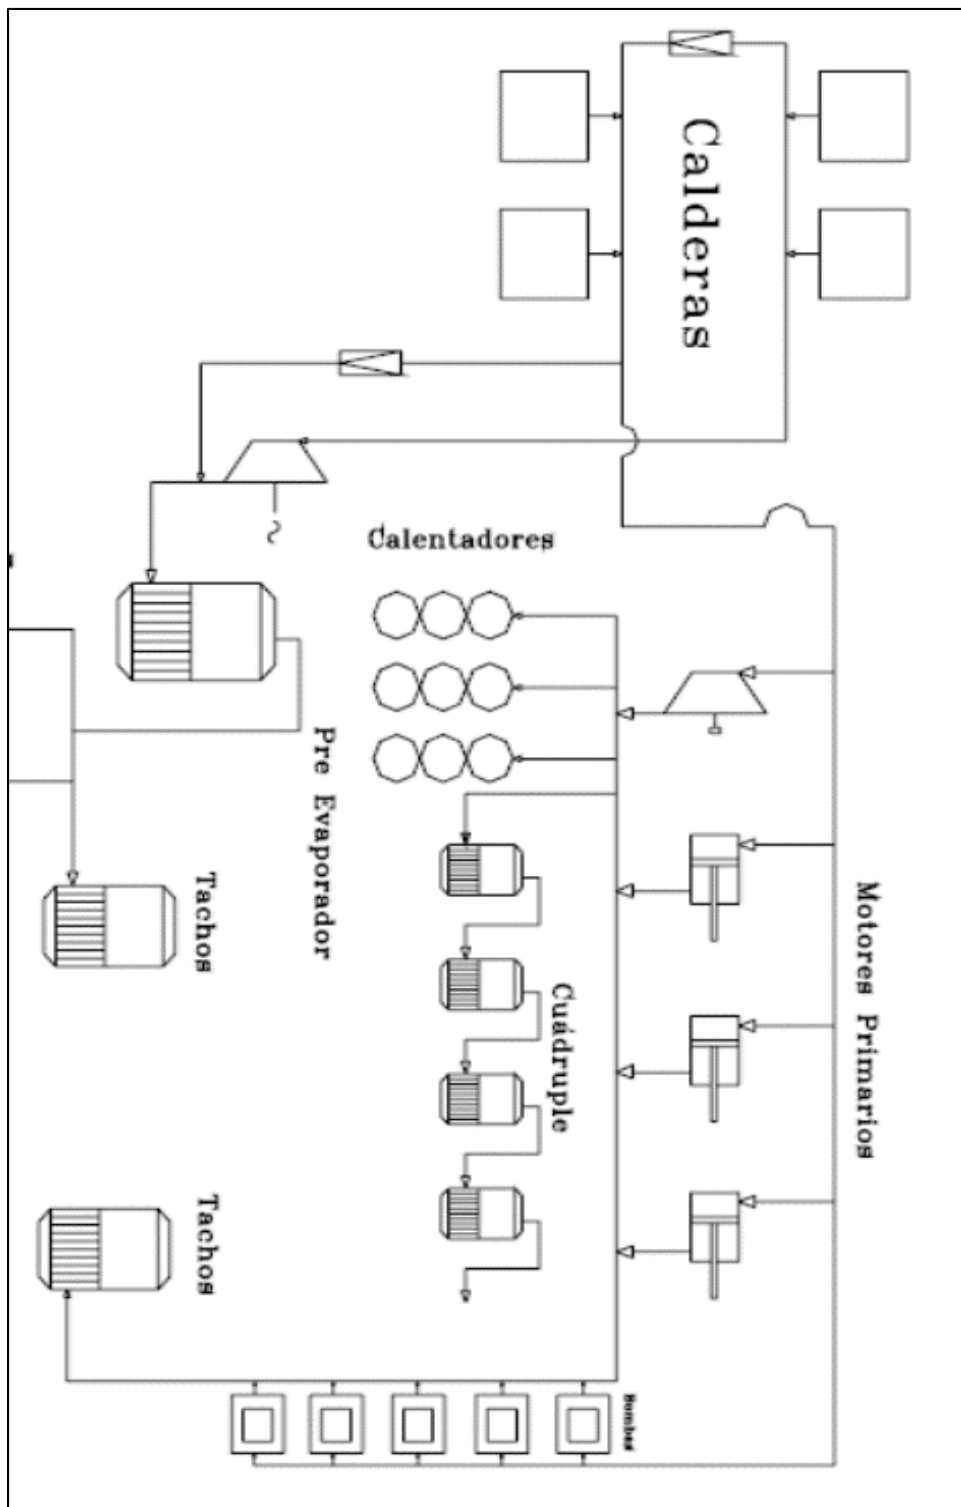 Calderas
Calentadores
Pre Evaporador
Tachos
Motores Primarios
Cuádruple
Tachos
Bombas